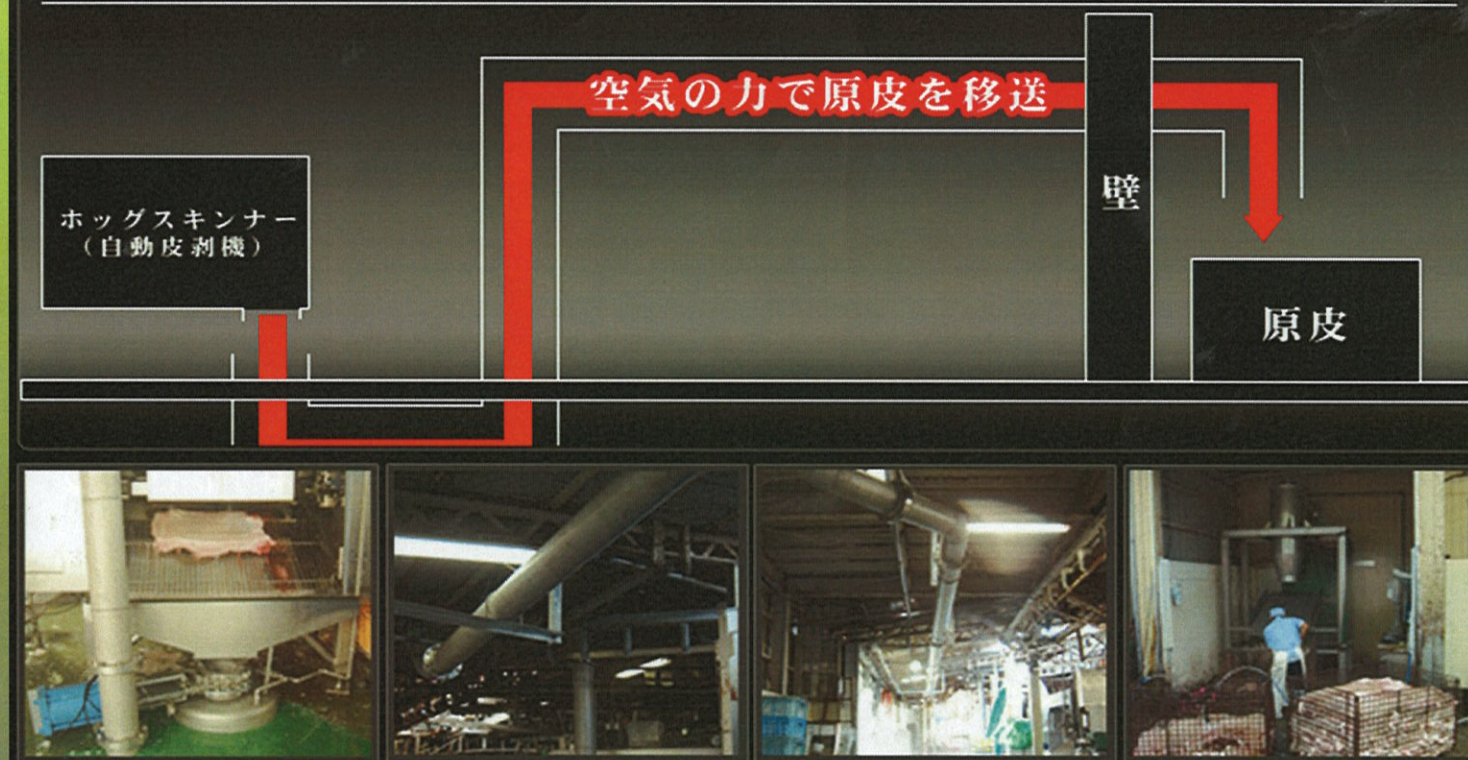 空気の力で原皮を移送
壁
ホッグスキンナー
（自動皮剥機）
原皮